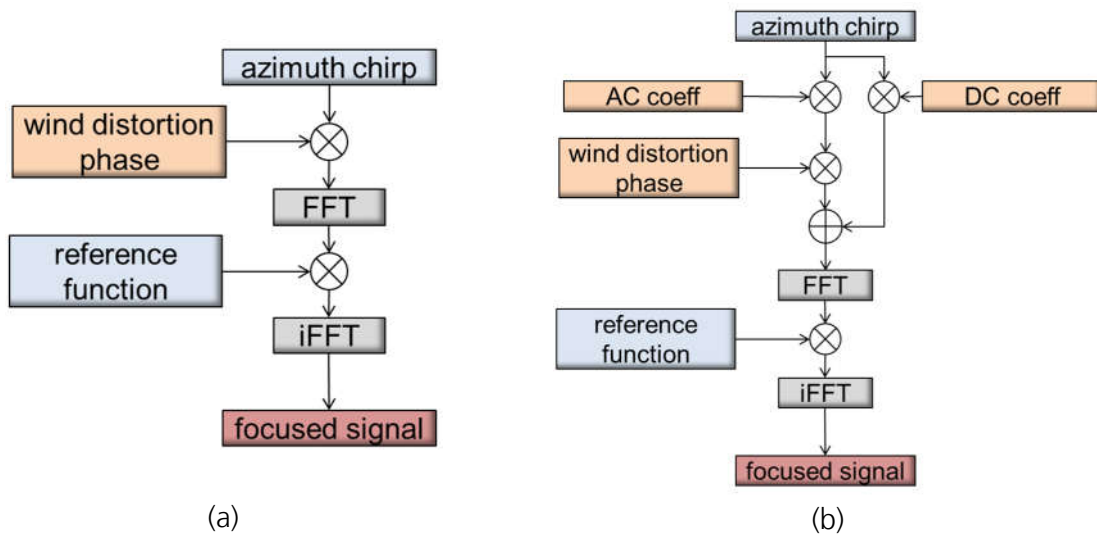 azimuth chirp
wind distortion
phase
FFT
reference
function
iFFT
focused signal
(a)
azimuth chirp
AC coeff
DC coeff
wind distortion
phase
FFT
reference
function
iFFT
focused signal
(b)